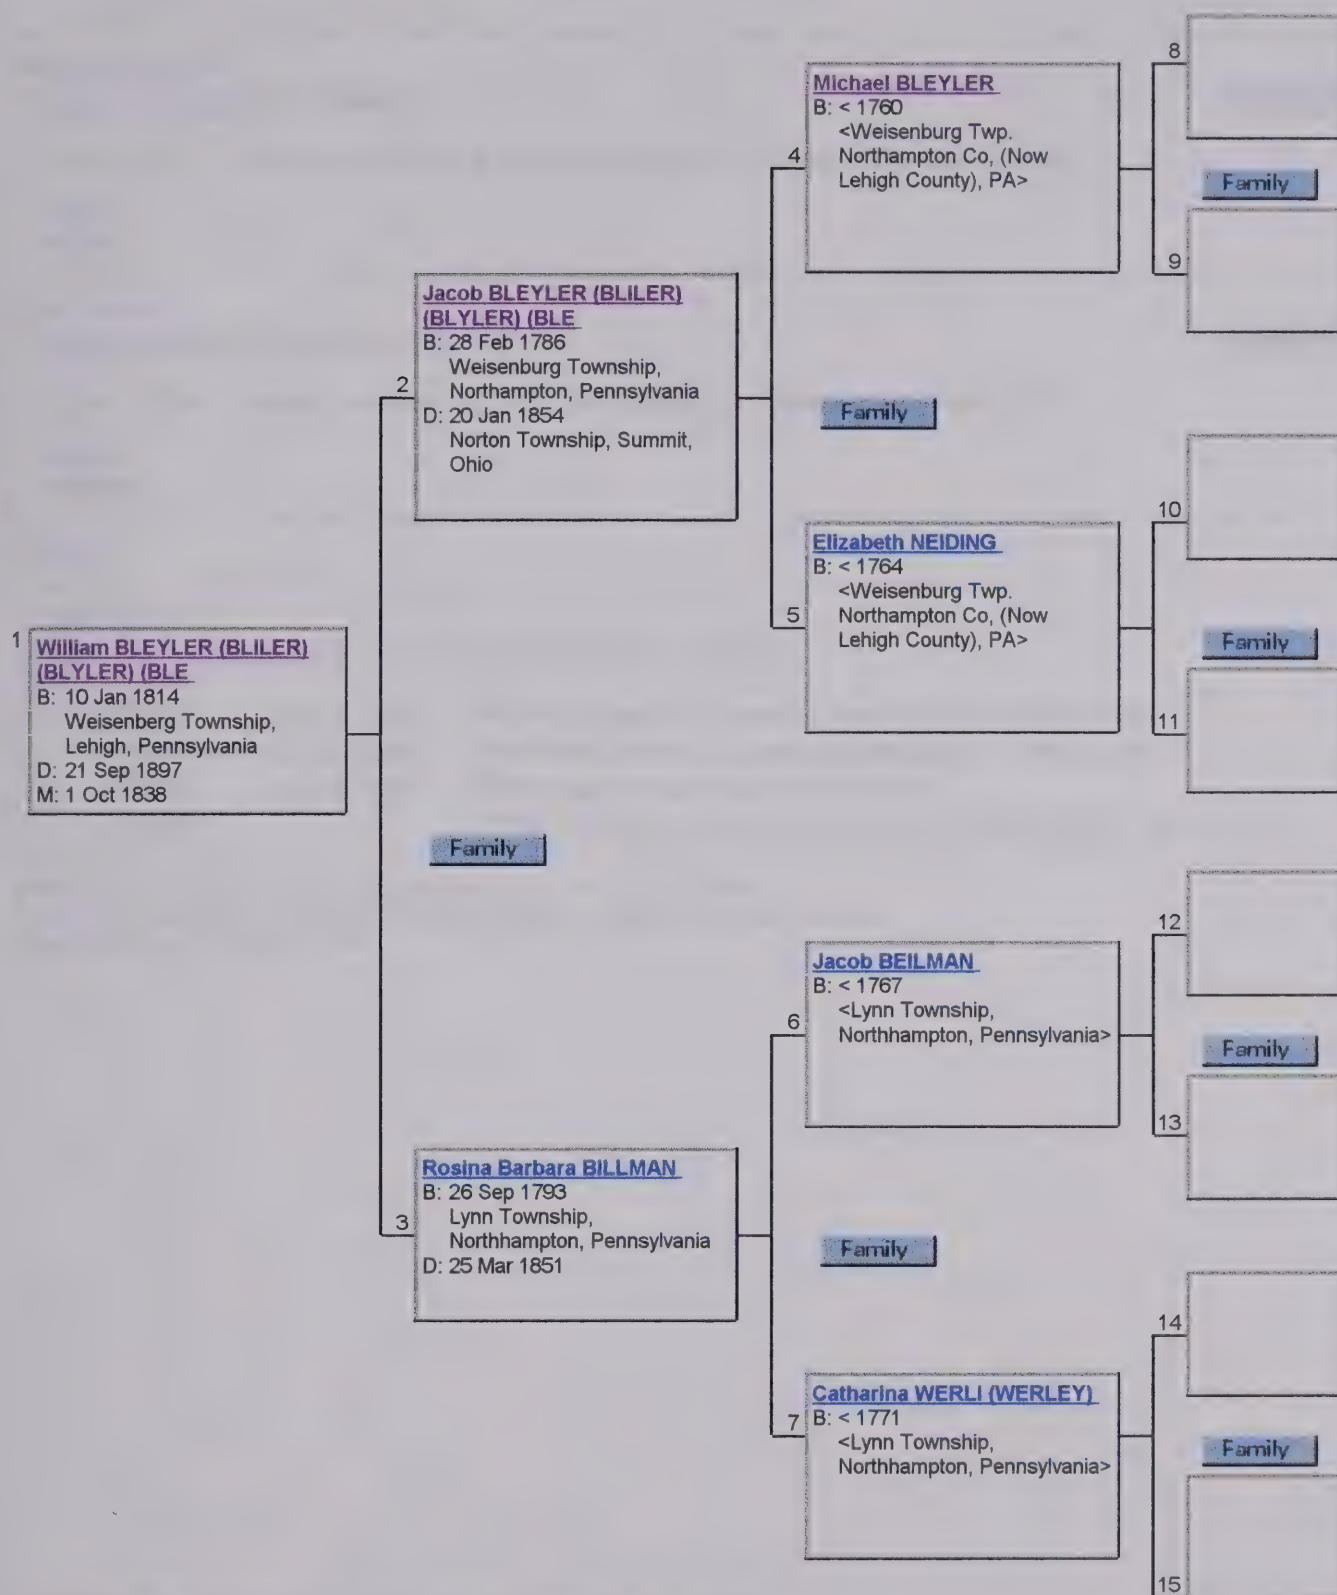 8
Michael BLEYLER
B: < 1760
<Weisenburg Twp.
Northampton Co, (Now
Lehigh County), PA>
4
Family
9
Jacob BLEYLER (BLILER)
(BLYLER) (BLE
B: 28 Feb 1786
Weisenburg Township,
Northampton, Pennsylvania
D: 20 Jan 1854
Norton Township, Summit,
Ohio
2
Family
10
Elizabeth NEIDING
B: < 1764
<Weisenburg Twp.
Northampton Co, (Now
Lehigh County), PA>
5
Family
11
1
William BLEYLER (BLILER)
(BLYLER) (BLE
B: 10 Jan 1814
Weisenberg Township,
Lehigh, Pennsylvania
D: 21 Sep 1897
M: 1 Oct 1838
Family
12
Jacob BEILMAN
B: < 1767
<Lynn Township,
Northhampton, Pennsylvania>
6
Family
13
Rosina Barbara BILLMAN
B: 26 Sep 1793
Lynn Township,
Northhampton, Pennsylvania
D: 25 Mar 1851
3
Family
14
Catharina WERLI (WERLEY)
B: < 1771
<Lynn Township,
Northhampton, Pennsylvania>
7
Family
15